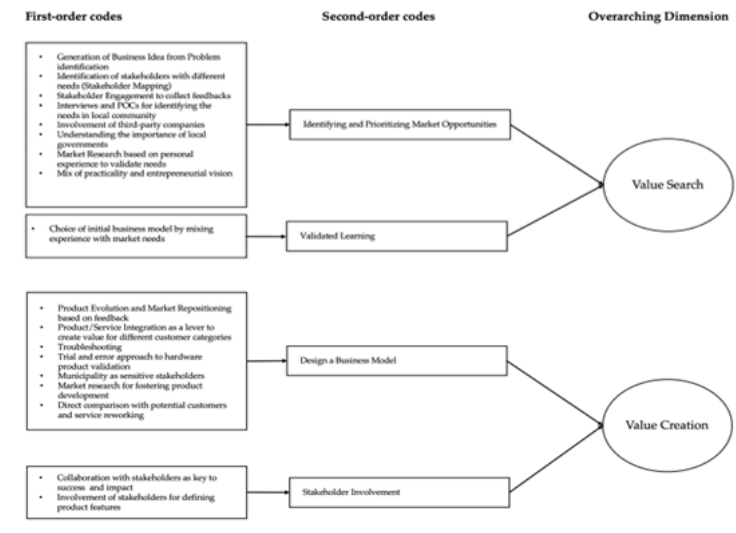 First-order codes
Second-order codes
Overarching Dimension
• Generation of Business Idea from Problem
identification
• Identification of stakeholders with different
needs (Stakeholder Mapping)
• Stakeholder Engagement to collect feedbacks
• Interviews and POCs for identifying the
needs in local community
• Involvement of third-party companies
• Understanding the importance of local
governments
• Market Research based on personal
experience to validate needs
• Mix of practicality and entrepreneurial vision
Identifying and Prioritizing Market Opportunities
Value Search
• Choice of initial business model by mixing
experience with market needs
Validated Learning
• Product Evolution and Market Repositioning
based on feedback
• Product/Service Integration as a lever to
create value for different customer categories
• Troubleshooting
• Trial and error approach to hardware
product validation
• Municipality as sensitive stakeholders
• Market research for fostering product
development
• Direct comparison with potential customers
and service reworking
Design a Business Model
Value Creation
• Collaboration with stakeholders as key to
success and impact
• Involvement of stakeholders for defining
product features
Stakeholder Involvement